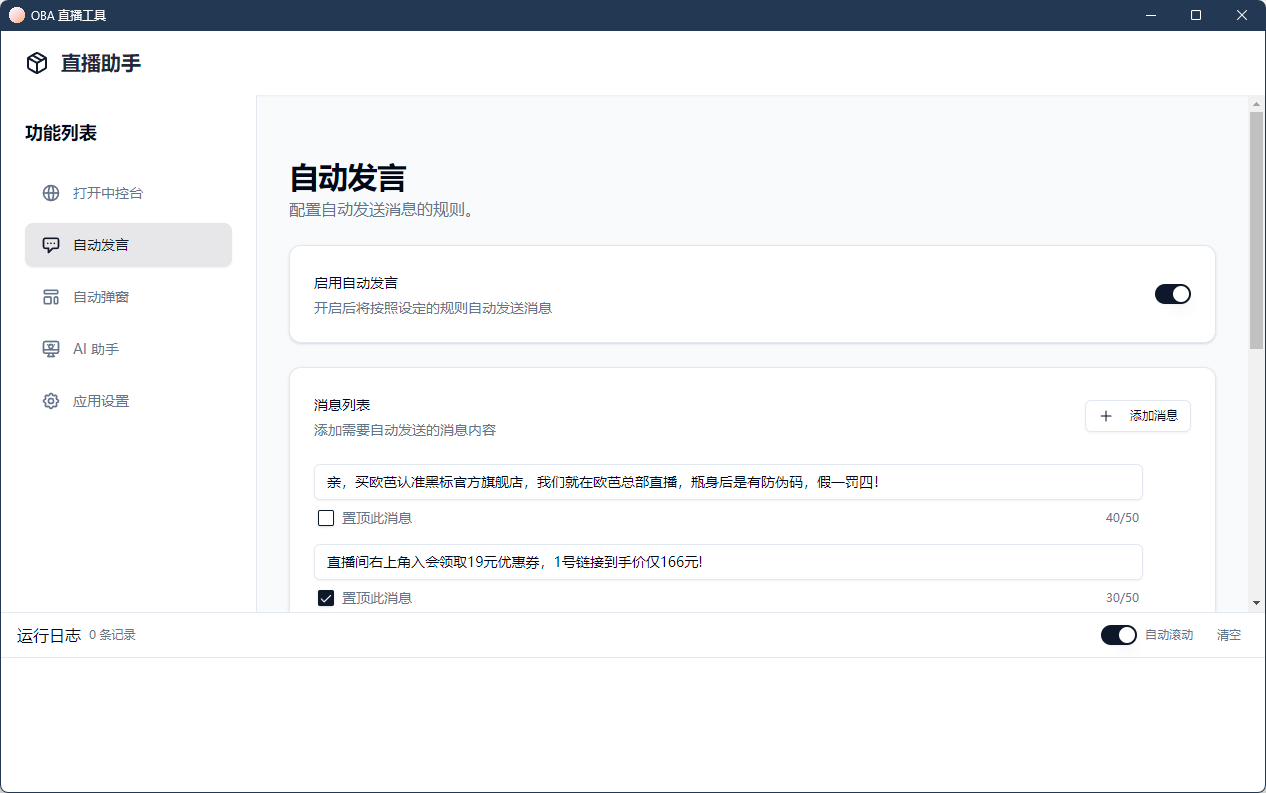 OBA 直播工具
直播助手
功能列表
打开中控台
自动发言
自动弹窗
AI 助手
应用设置
自动发言
配置自动发送消息的规则。
启用自动发言
开启后将按照设定的规则自动发送消息
消息列表
添加需要自动发送的消息内容
添加消息
亲，买欧芭认准黑标官方旗舰店，我们就在欧芭总部直播，瓶身后是有防伪码，假一罚四！
置顶此消息 40/50
直播间右上角入会领取19元优惠券，1号链接到手价仅166元!
置顶此消息 30/50
运行日志 0 条记录 自动滚动 清空